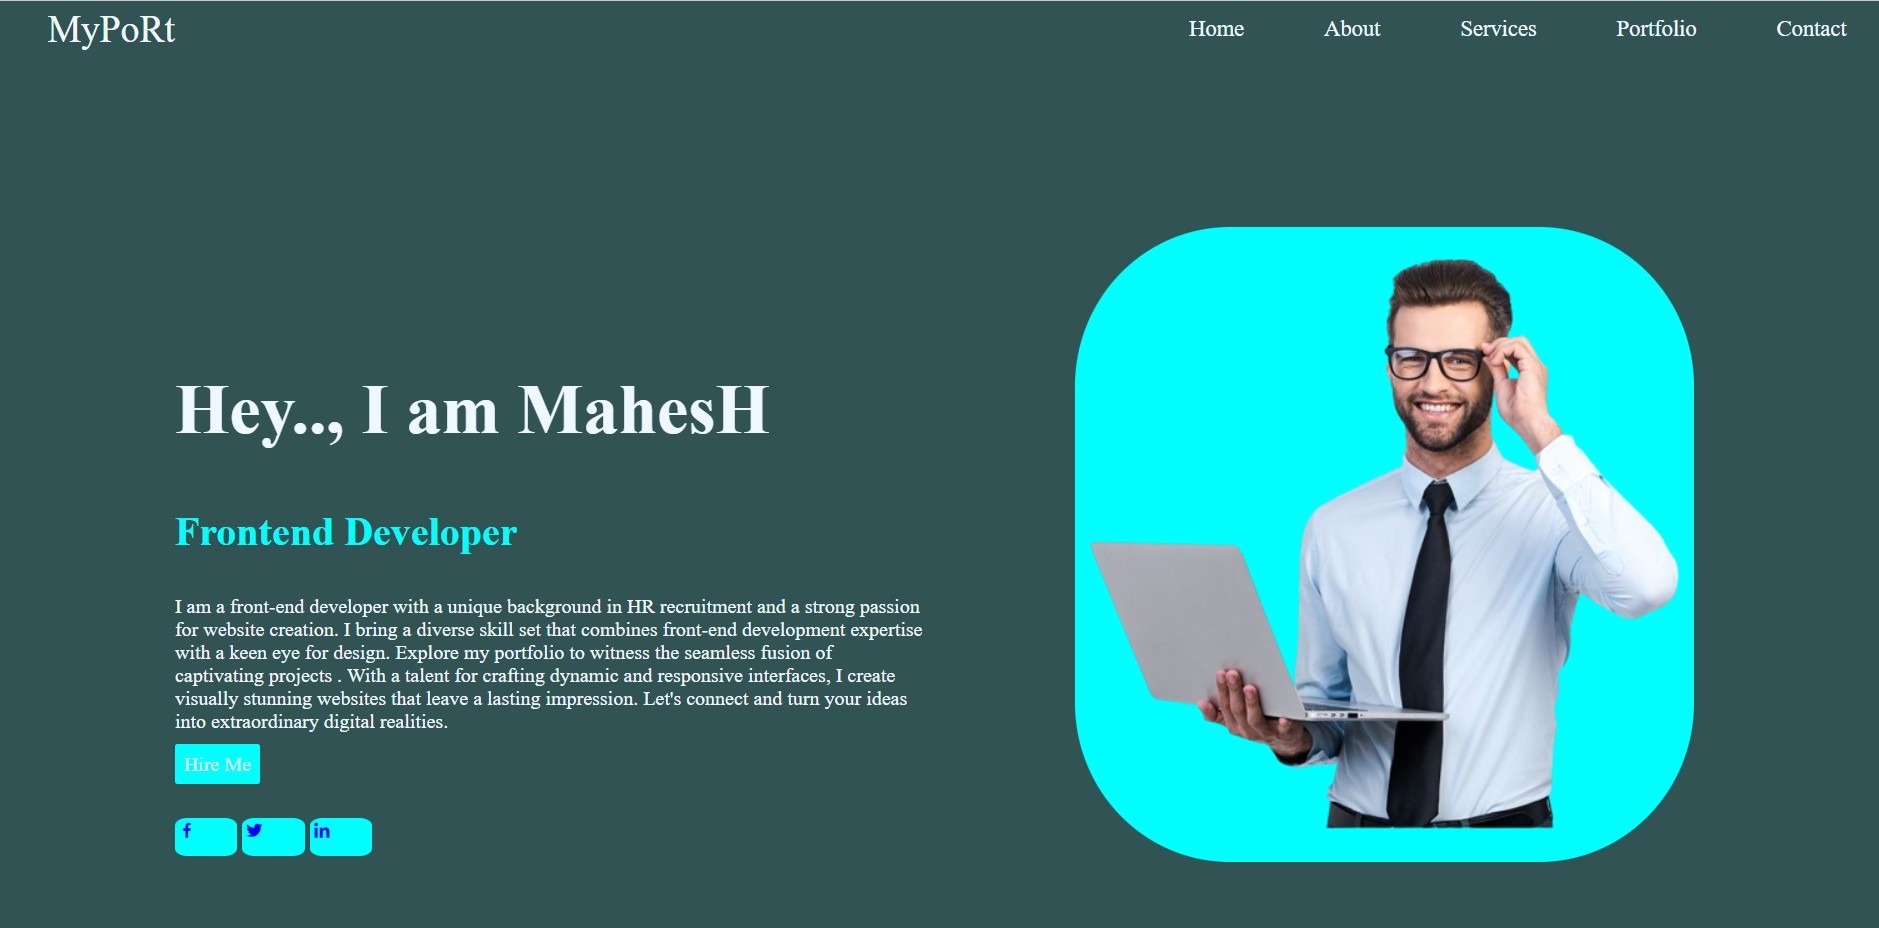 MyPoRt
Home About Services Portfolio Contact
Hey.., I am MahesH
Frontend Developer
I am a front-end developer with a unique background in HR recruitment and a strong passion
for website creation. I bring a diverse skill set that combines front-end development expertise
with a keen eye for design. Explore my portfolio to witness the seamless fusion of
captivating projects . With a talent for crafting dynamic and responsive interfaces, I create
visually stunning websites that leave a lasting impression. Let's connect and turn your ideas
into extraordinary digital realities.
Hire Me